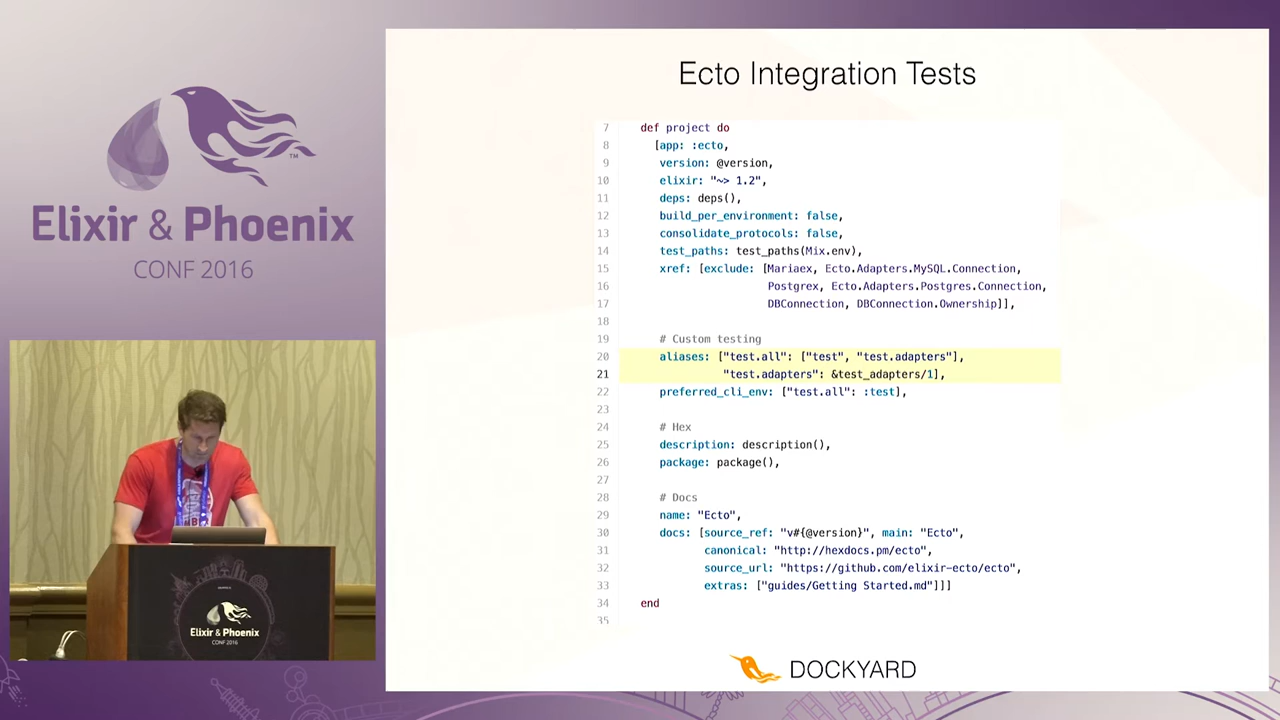 Elixir & Phoenix
TM
CONF 2016
Ecto Integration Tests
7 def project do
8 [app: :ecto,
9 version: @version,
10 elixir: "~> 1.2",
11 deps: deps(),
12 build_per_environment: false,
13 consolidate_protocols: false,
14 test_paths: test_paths(Mix.env),
15 xref: [exclude: [Mariaex, Ecto.Adapters.MySQL.Connection,
16 Postgrex, Ecto.Adapters.Postgres.Connection,
17 DBConnection, DBConnection.Ownership]],
18
19 # Custom testing
20 aliases: ["test.all": ["test", "test.adapters"],
21 "test.adapters": &test_adapters/1],
22 preferred_cli_env: ["test.all": :test],
23
24 # Hex
25 description: description(),
26 package: package(),
27
28 # Docs
29 name: "Ecto",
30 docs: [source_ref: "v#{@version}", main: "Ecto",
31 canonical: "http://hexdocs.pm/ecto",
32 source_url: "https://github.com/elixir-ecto/ecto",
33 extras: ["guides/Getting Started.md"]]]
34 end
35
DOCKYARD
Elixir & Phoenix
CONF 2016